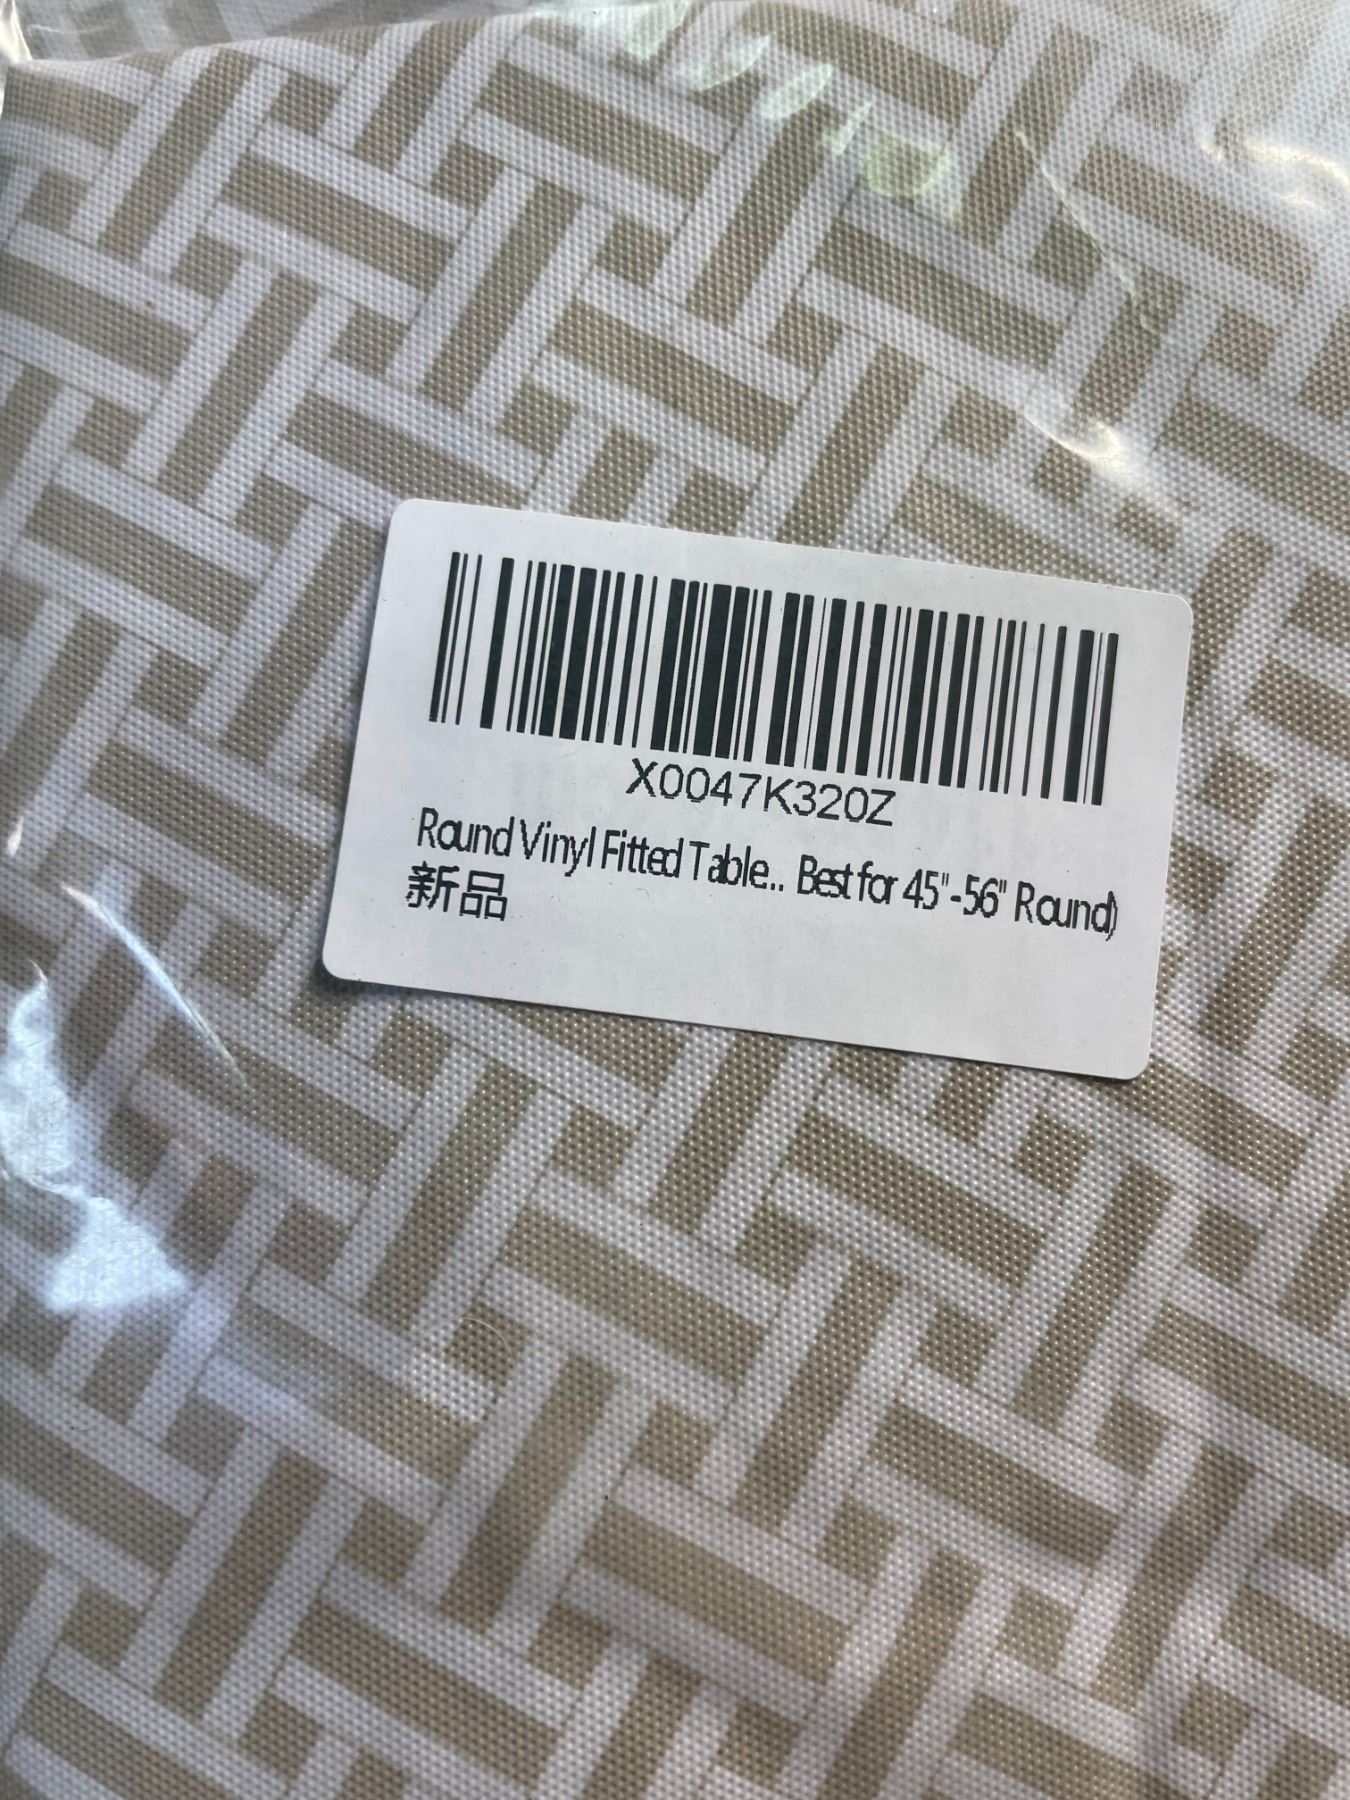 X0047K320Z
Round Vinyl Fitted Table... Best for 45"-56" Round)
新品